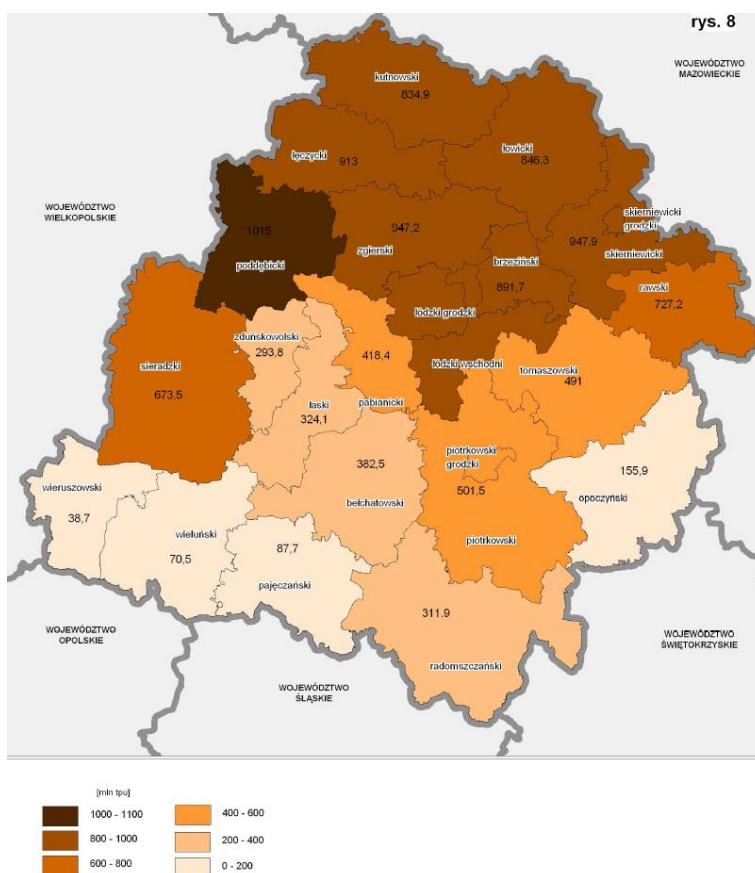 rys. 8
WOJEWÓDZTWO
MAZOWIECKIE
kutnowski
834,9
łęczycki
913
łowicki
846,3
WOJEWÓDZTWO
WIELKOPOLSKIE
skierniewicki
grodzki
1015
poddębicki
947,2
zgierski
brzeziński
891,7
947,9
skierniewicki
rawski
727,2
łódzki grodzki
zduńskowolski
293,8
418,4
pabianicki
łódzki wschodni
tomaszowski
491
sieradzki
673,5
łaski
324,1
piotrkowski
grodzki
501,5
piotrkowski
382,5
bełchatowski
155,9
opoczyński
wieruszowski
38,7
wieluński
70,5
87,7
pajęczański
311.9
radomszczański
WOJEWÓDZTWO
OPOLSKIE
WOJEWÓDZTWO
ŚLĄSKIE
WOJEWÓDZTWO
ŚWIĘTOKRZYSKIE
[mln tpu]
1000 - 1100
800 - 1000
600 - 800
400 - 600
200 - 400
0 - 200